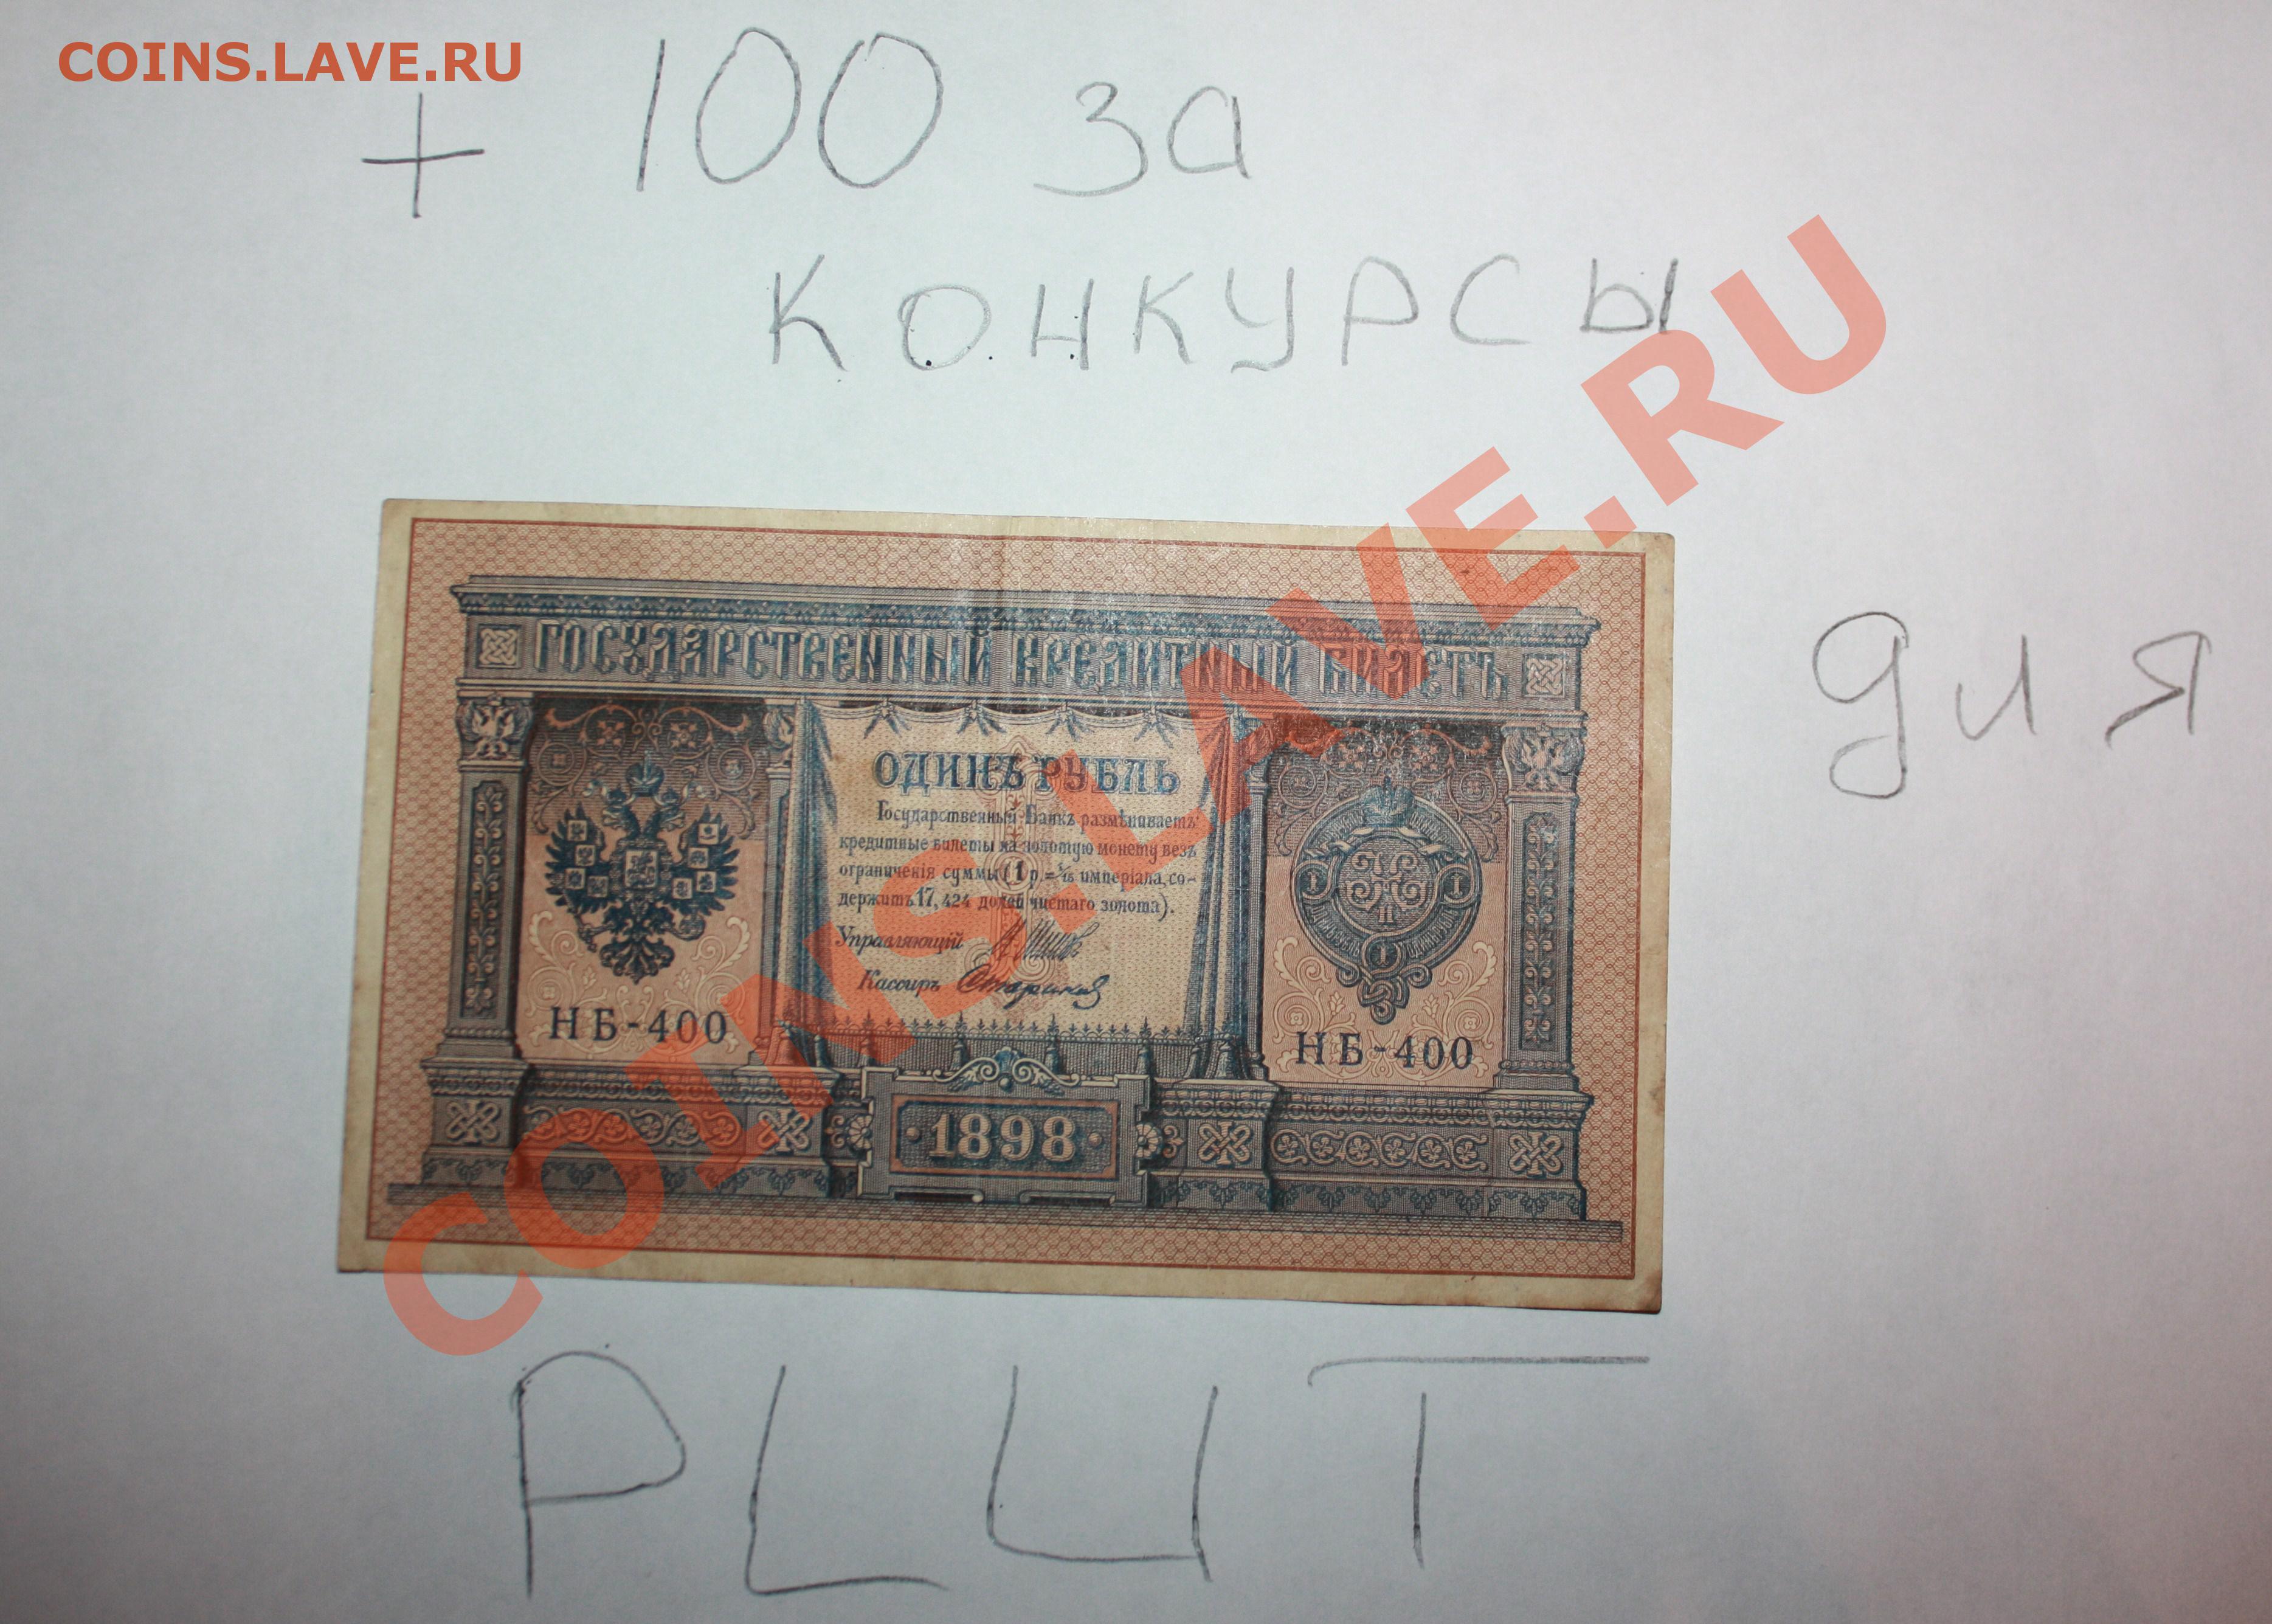 COINS.LAVE.RU
+ 100 за
конкурсы
для
ГОСУДАРСТВЕННЫЙ КРЕДИТНЫЙ БИЛЕТЪ
ОДИНЪ РУБЛЬ
Государственный Банкъ размѣниваетъ
кредитные билеты на золотую монету безъ
ограниченія суммы (1 р. = 1/15 имперіала, со-
держитъ 17,424 долей чистаго золота).
Управляющій
Кассиръ
НБ-400
НБ-400
1898
COINS.LAVE.RU
PLUT